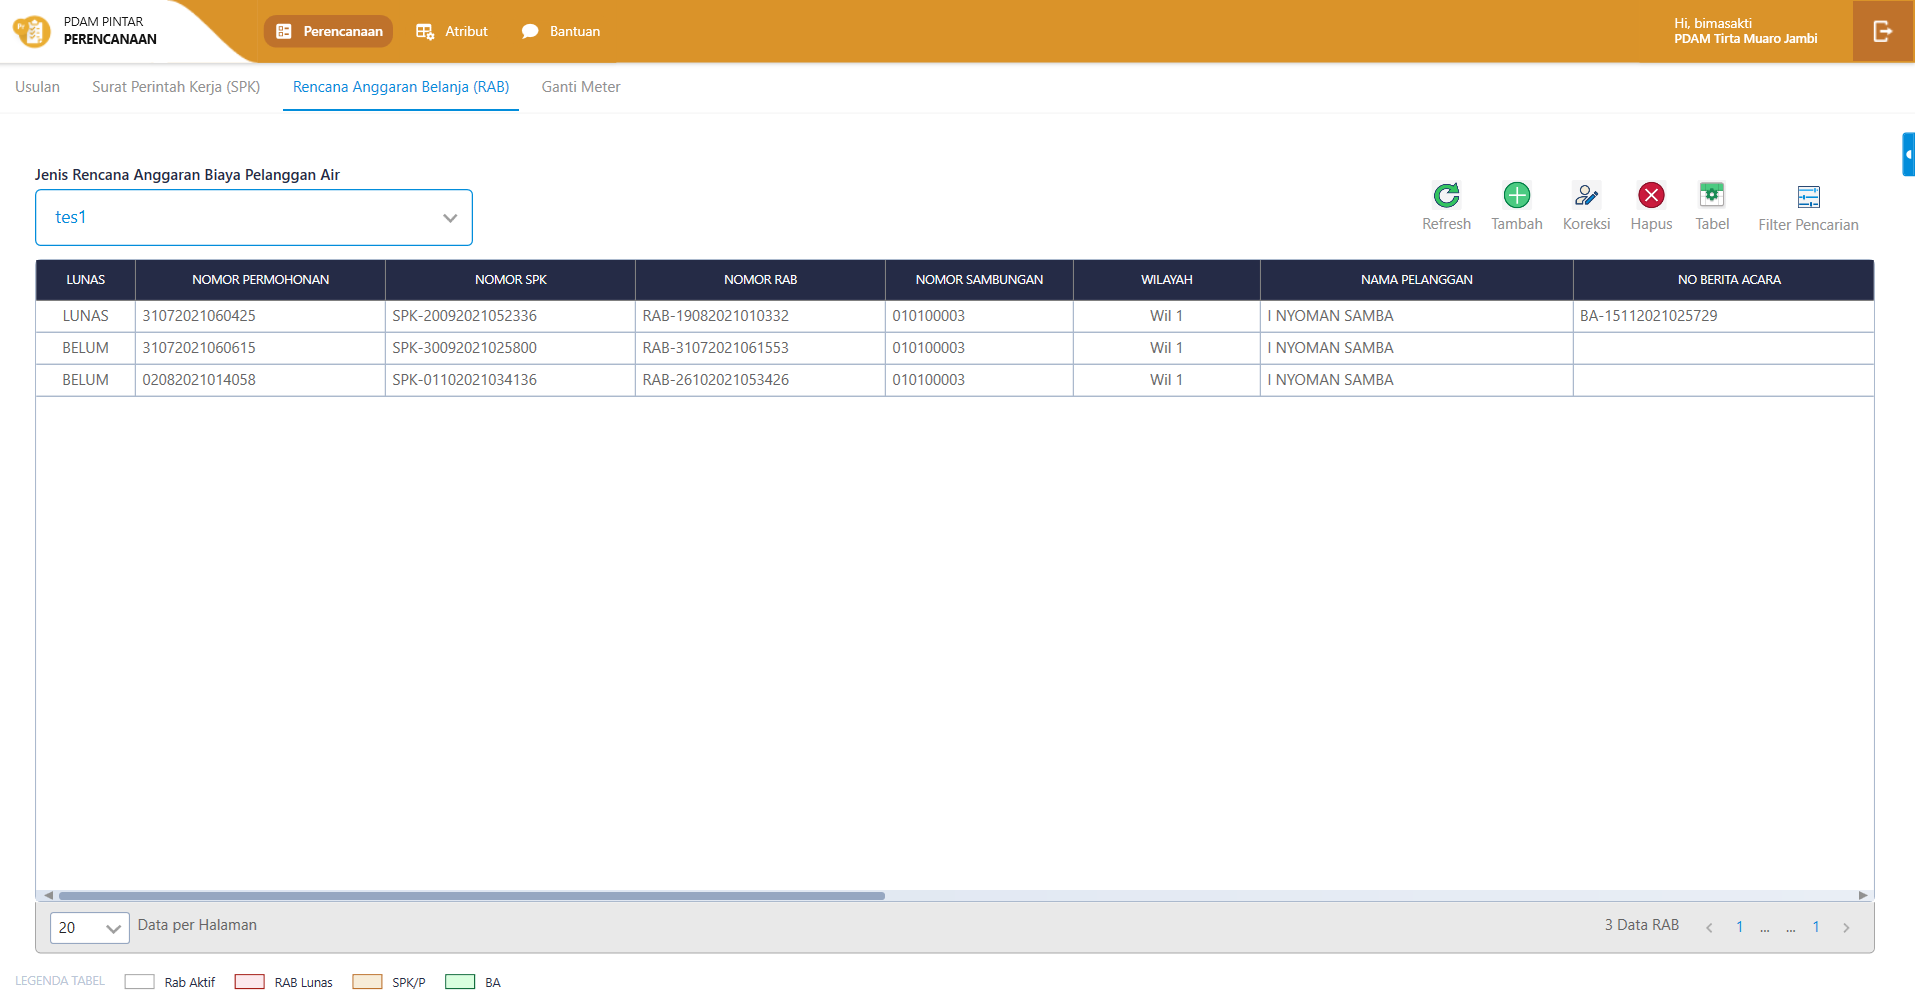 PDAM PINTAR
PERENCANAAN
Perencanaan
Atribut
Bantuan
Hi, bimasakti
PDAM Tirta Muaro Jambi
Usulan
Surat Perintah Kerja (SPK)
Rencana Anggaran Belanja (RAB)
Ganti Meter
Jenis Rencana Anggaran Biaya Pelanggan Air
tes1
Refresh
Tambah
Koreksi
Hapus
Tabel
Filter Pencarian
LUNAS NOMOR PERMOHONAN NOMOR SPK NOMOR RAB NOMOR SAMBUNGAN WILAYAH NAMA PELANGGAN NO BERITA ACARA
LUNAS 31072021060425 SPK-20092021052336 RAB-19082021010332 010100003 Wil 1 I NYOMAN SAMBA BA-15112021025729
BELUM 31072021060615 SPK-30092021025800 RAB-31072021061553 010100003 Wil 1 I NYOMAN SAMBA
BELUM 02082021014058 SPK-01102021034136 RAB-26102021053426 010100003 Wil 1 I NYOMAN SAMBA
20 Data per Halaman
3 Data RAB < 1 ... ... 1 >
LEGENDA TABEL Rab Aktif RAB Lunas SPK/P BA